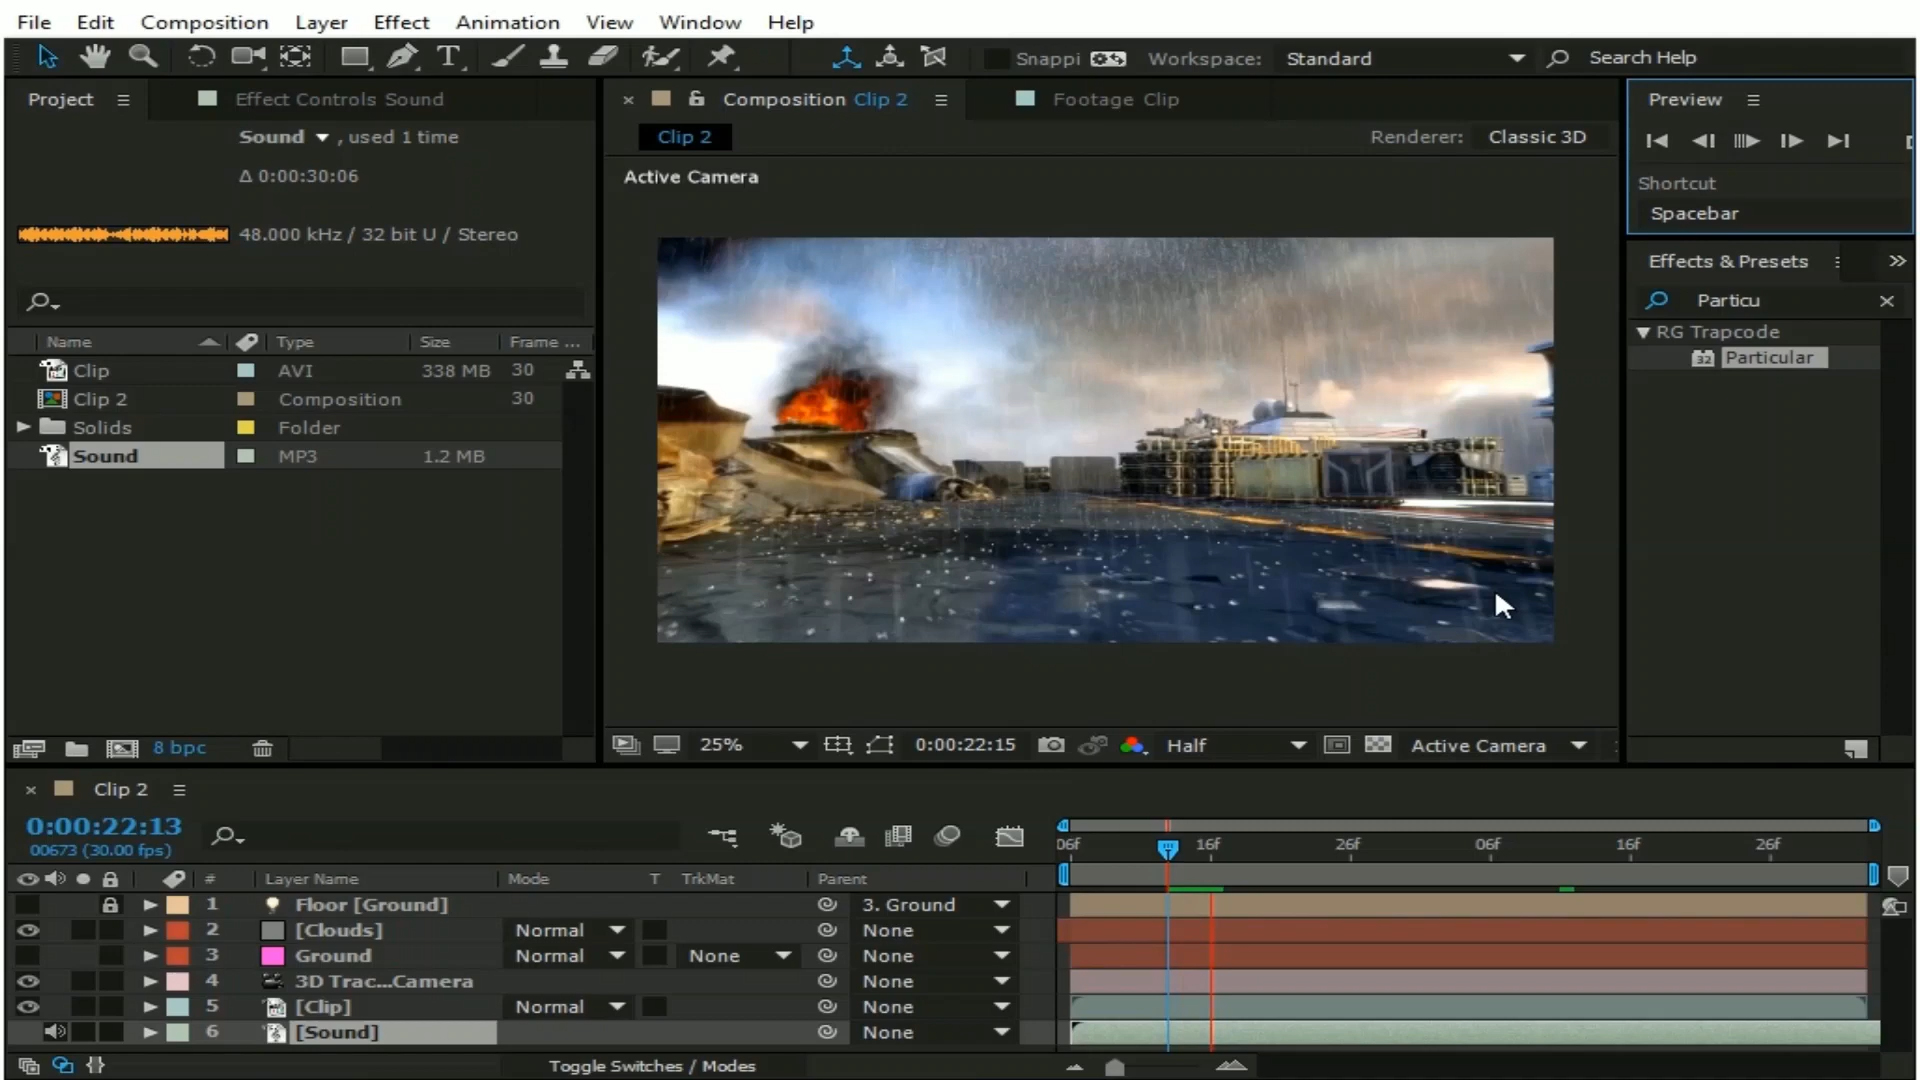 File Edit Composition Layer Effect Animation View Window Help
Snappi Workspace: Standard Search Help
Project Effect Controls Sound Composition Clip 2 Footage Clip Preview
Sound , used 1 time Clip 2 Renderer: Classic 3D
Δ 0:00:30:06 Active Camera Shortcut
Spacebar
48.000 kHz / 32 bit U / Stereo
Effects & Presets
Particu
RG Trapcode
Particular
Name Type Size Frame ...
Clip AVI 338 MB 30
Clip 2 Composition 30
Solids Folder
Sound MP3 1.2 MB
8 bpc 25% 0:00:22:15 Half Active Camera
Clip 2
0:00:22:13
00673 (30.00 fps)
06f 16f 26f 06f 16f 26f
# Layer Name Mode T TrkMat Parent
1 Floor [Ground] 3. Ground
2 [Clouds] Normal None
3 Ground Normal None None
4 3D Trac...Camera None
5 [Clip] Normal None
6 [Sound] None
Toggle Switches / Modes